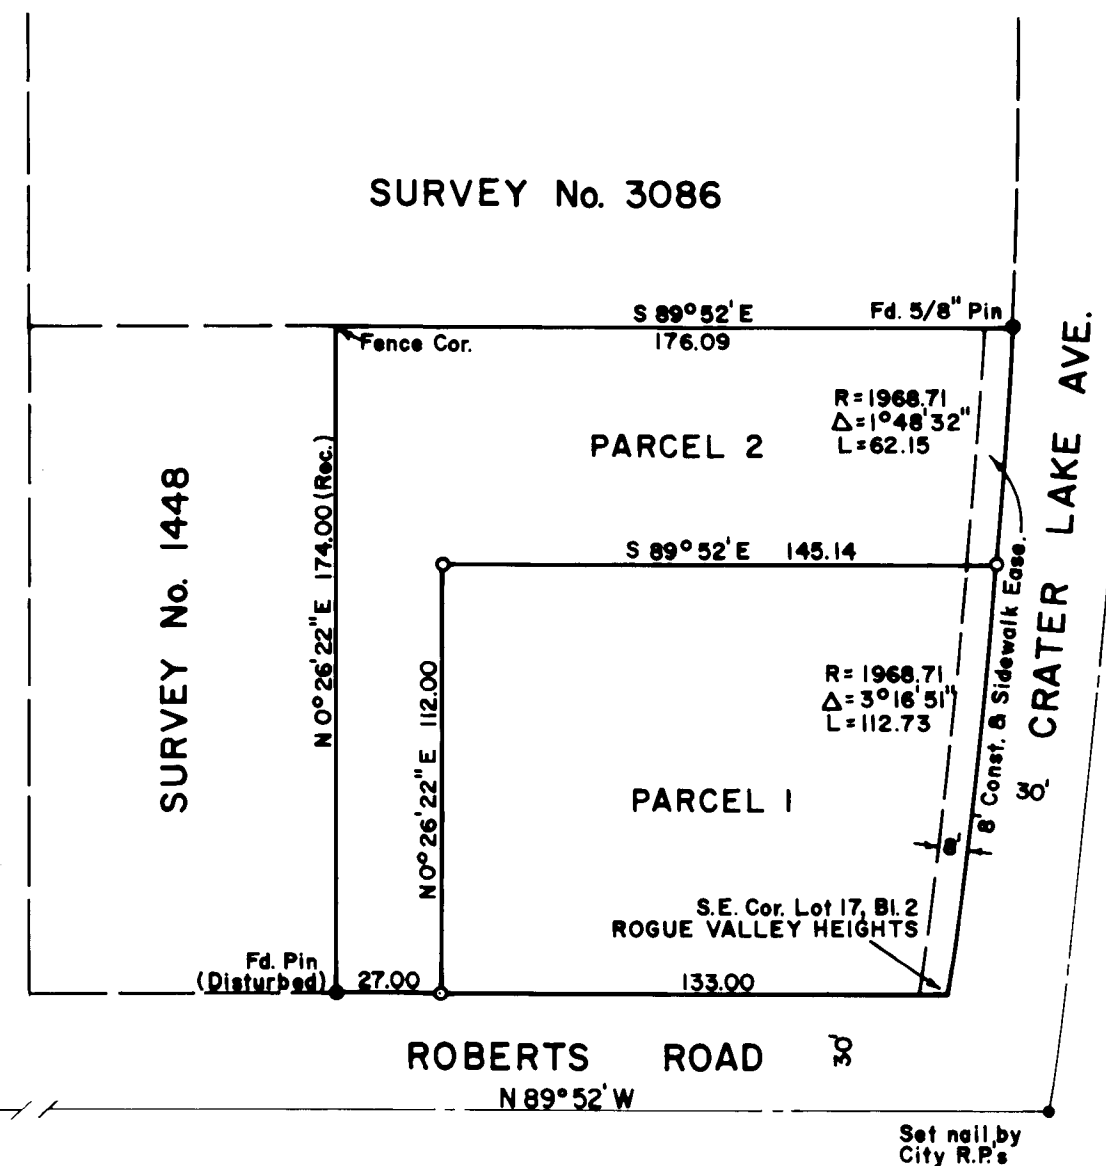 SURVEY No. 3086
S 89°52' E
176.09
Fd. 5/8" Pin
Fence Cor.
R=1968.71
Δ=1°48'32"
L=62.15
PARCEL 2
CRATER LAKE AVE.
SURVEY No. 1448
N 0°26'22" E 174.00 (Rec.)
S 89°52' E 145.14
8' Const. & Sidewalk Ease.
N 0°26'22" E 112.00
R=1968.71
Δ=3°16'51"
L=112.73
PARCEL 1
30'
8'
S.E. Cor. Lot 17, Bl. 2
ROGUE VALLEY HEIGHTS
Fd. Pin
(Disturbed)
27.00
133.00
ROBERTS ROAD
30'
N 89°52' W
Set nail by
City R.P.'s